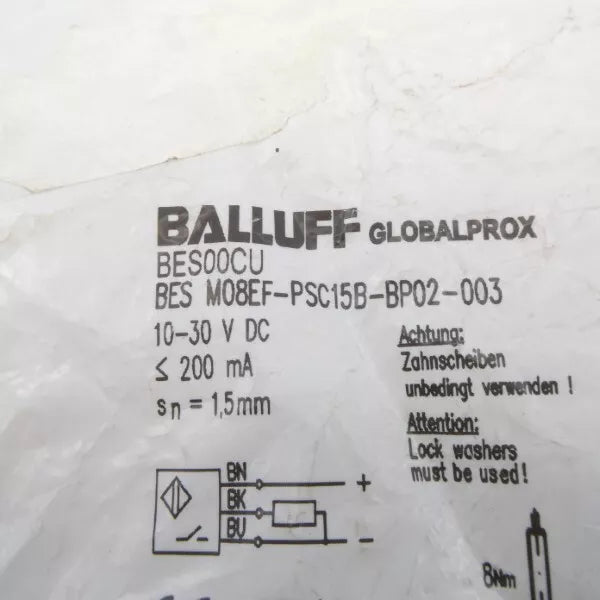 BALLUFF GLOBALPROX
BES00CU
BES M08EF-PSC15B-BP02-003
10-30 V DC
≤ 200 mA
sn = 1,5mm
Achtung:
Zahnscheiben
unbedingt verwenden !
Attention:
Lock washers
must be used!
BN +
BK
BU −
8Nm